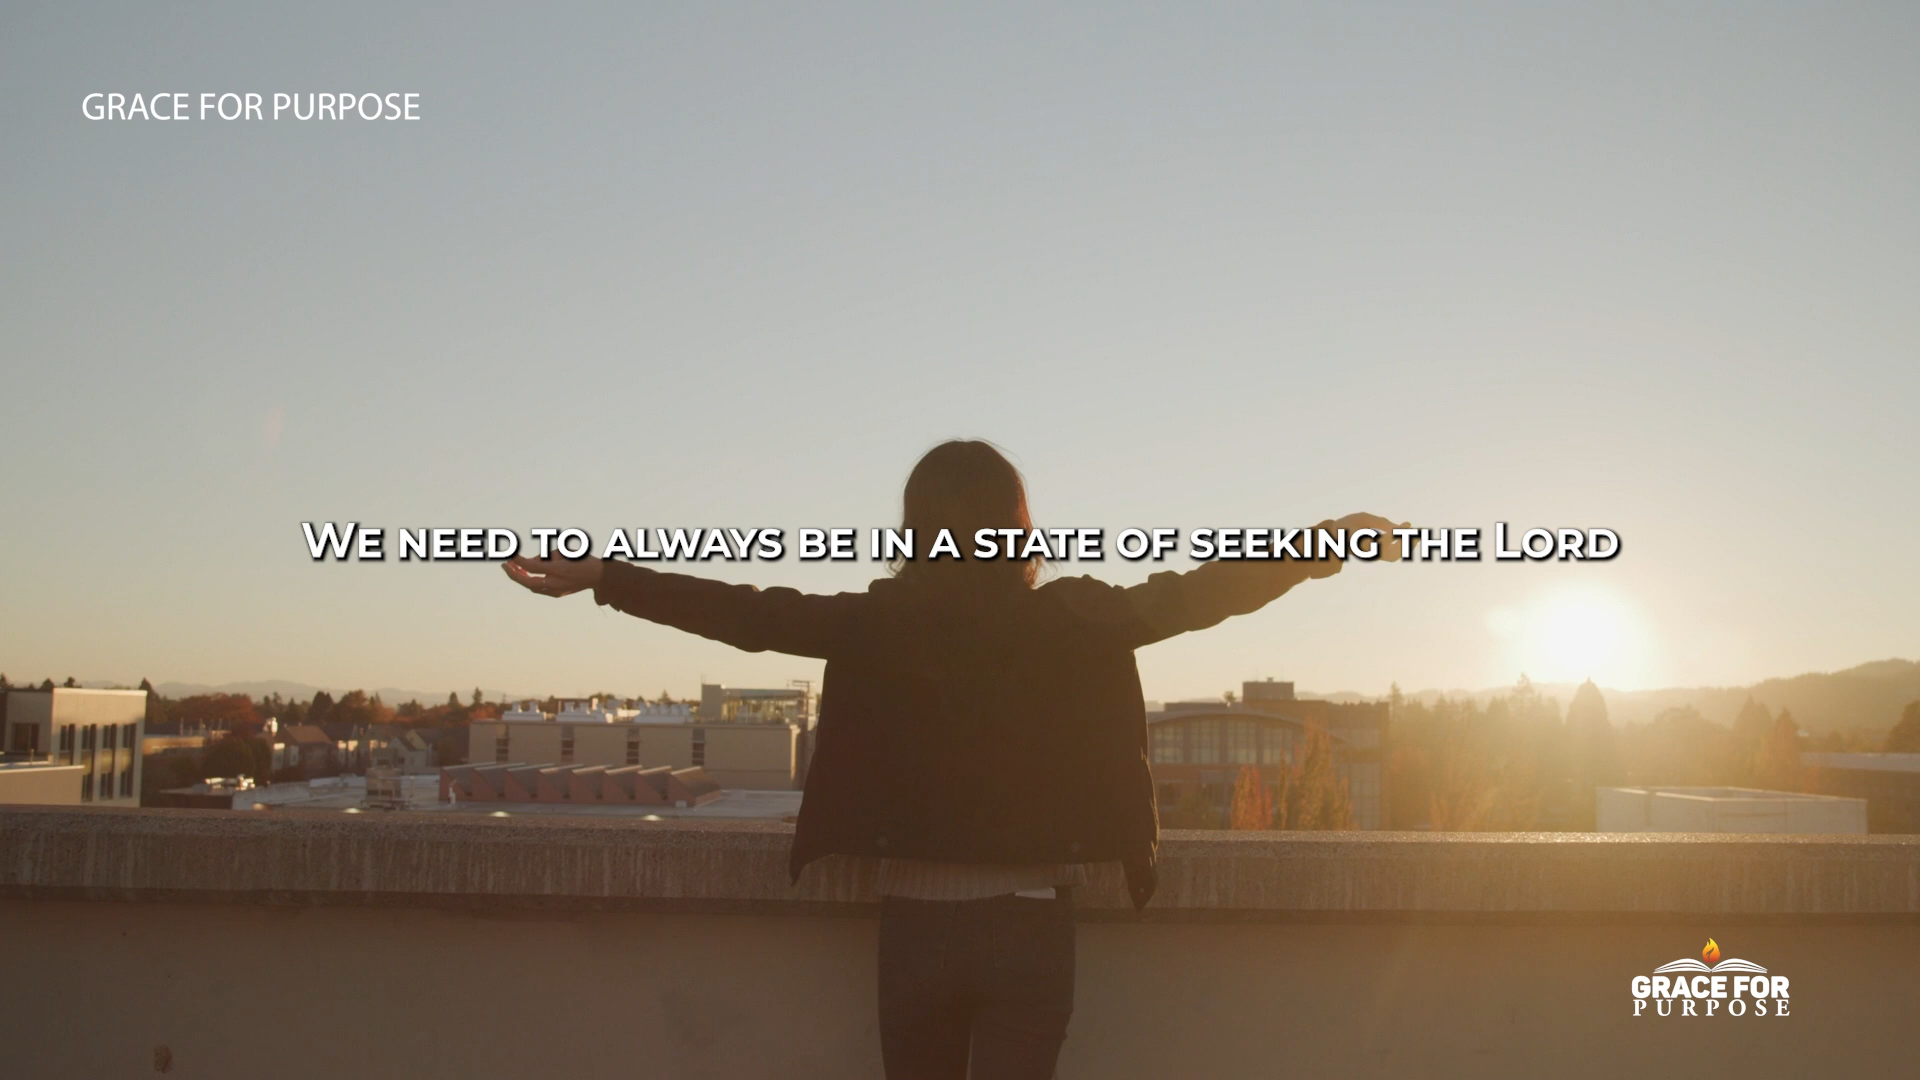 GRACE FOR PURPOSE
We need to always be in a state of seeking the Lord
GRACE FOR
PURPOSE